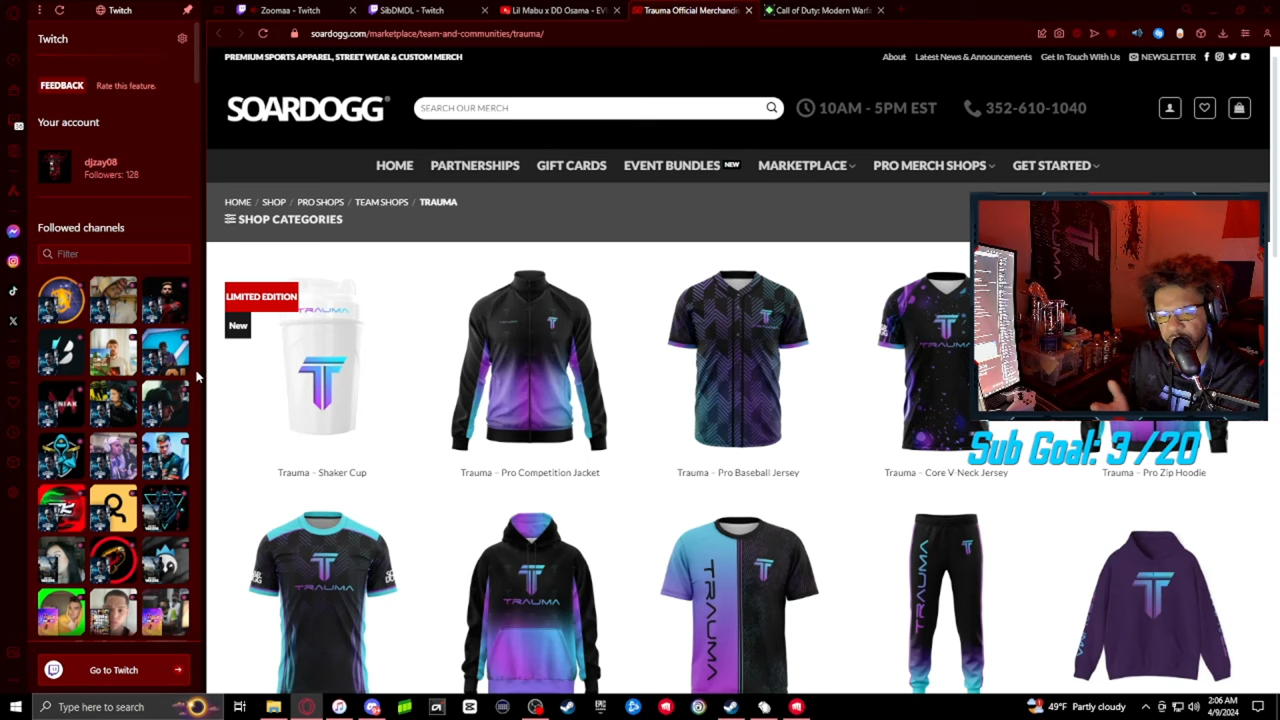 Twitch
Zoomaa - Twitch
SibDMDL - Twitch
Lil Mabu x DD Osama - EV
Trauma Official Merchandi
Call of Duty: Modern Warf
soardogg.com/marketplace/team-and-communities/trauma/
Twitch
FEEDBACK
Rate this feature.
Your account
djzay08
Followers: 128
Followed channels
Filter
Go to Twitch
PREMIUM SPORTS APPAREL, STREET WEAR & CUSTOM MERCH
About
Latest News & Announcements
Get In Touch With Us
NEWSLETTER
SOARDOGG®
SEARCH OUR MERCH
10AM - 5PM EST
352-610-1040
HOME
PARTNERSHIPS
GIFT CARDS
EVENT BUNDLES NEW
MARKETPLACE
PRO MERCH SHOPS
GET STARTED
HOME / SHOP / PRO SHOPS / TEAM SHOPS / TRAUMA
SHOP CATEGORIES
LIMITED EDITION
New
TRAUMA
TRAUMA
TRAUMA
Sub Goal: 3 /20
Trauma – Shaker Cup
Trauma – Pro Competition Jacket
Trauma – Pro Baseball Jersey
Trauma – Core V-Neck Jersey
Trauma – Pro Zip Hoodie
TRAUMA
TRAUMA
TRAUMA
TRAUMA
Type here to search
49°F Partly cloudy
2:06 AM
4/9/2024